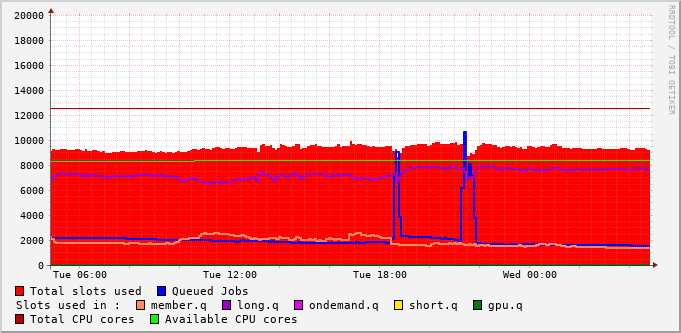 RRDTOOL / TOBI OETIKER
20000
18000
16000
14000
12000
10000
8000
6000
4000
2000
0
Tue 06:00 Tue 12:00 Tue 18:00 Wed 00:00
Total slots used Queued Jobs
Slots used in : member.q long.q ondemand.q short.q gpu.q
Total CPU cores Available CPU cores